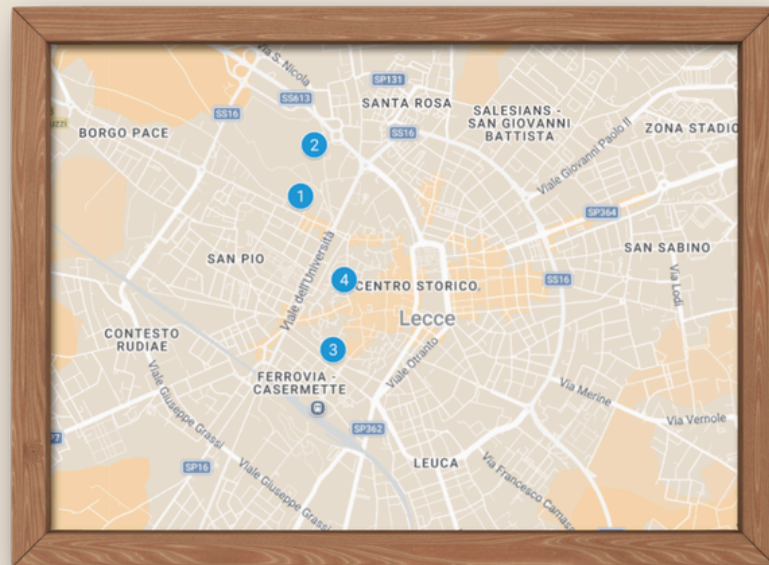 Via S. Nicola
SP131
SS613
SANTA ROSA
SS16
SALESIANS -
SAN GIOVANNI
BATTISTA
ZONA STADIO
BORGO PACE
SS16
2
Viale Giovanni Paolo II
1
SP364
SAN PIO
Viale dell'Università
SAN SABINO
4
CENTRO STORICO
SS16
Via Lodi
Lecce
CONTESTO
RUDIAE
3
Viale Otranto
FERROVIA -
CASERMETTE
Viale Giuseppe Grassi
Via Merine
Via Vernole
SP362
LEUCA
SP16
Viale Giuseppe Grassi
Via Francesco